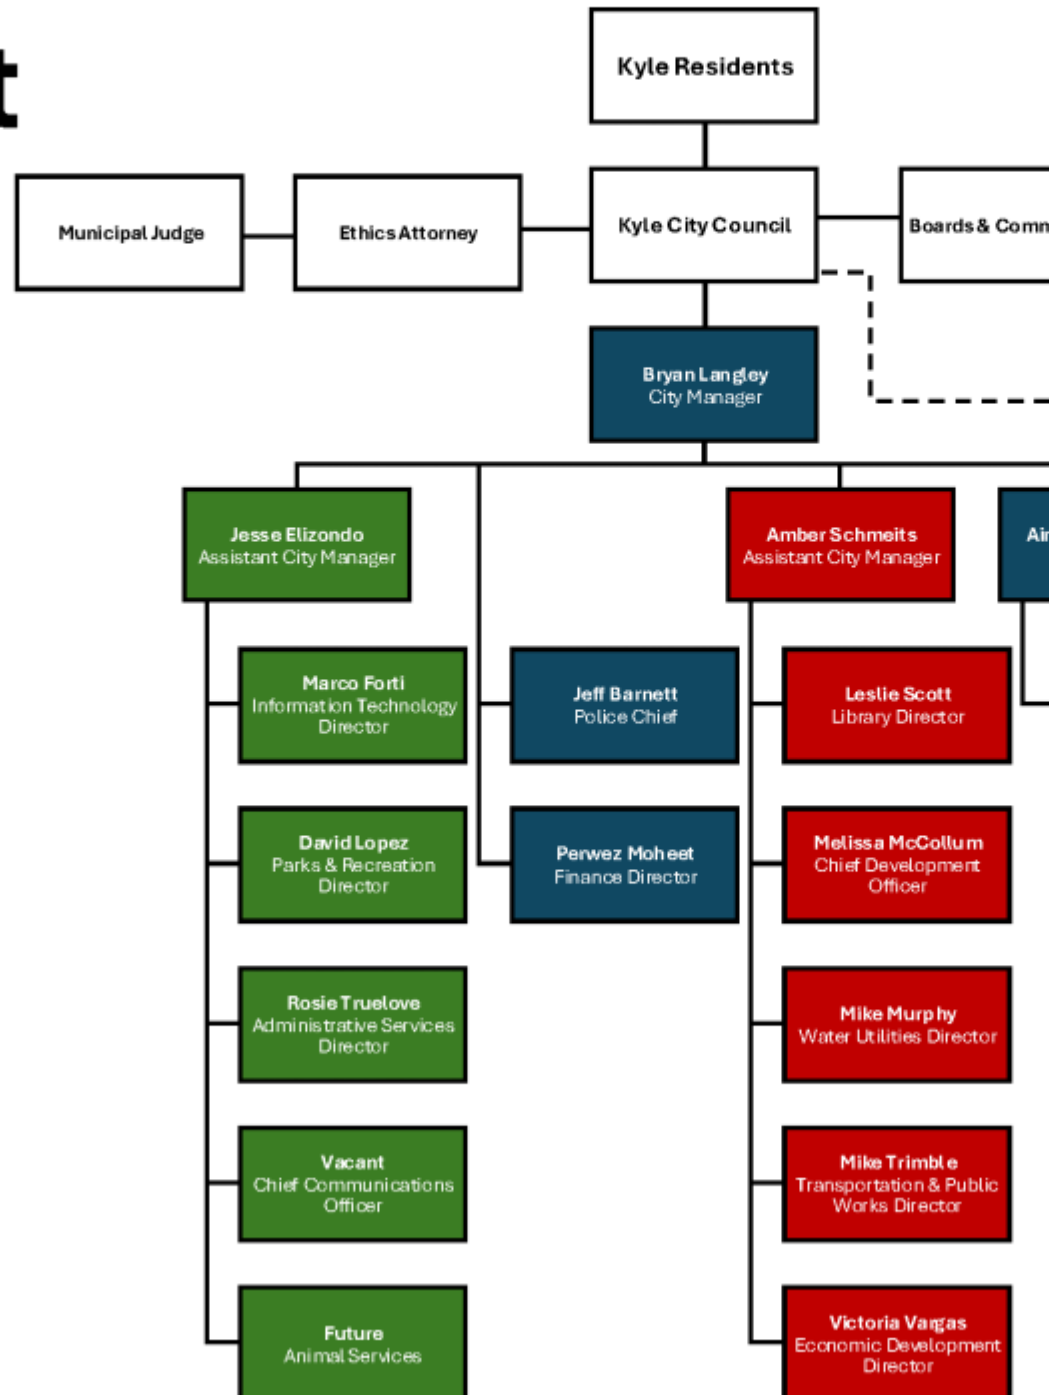 t
Kyle Residents
Municipal Judge
Ethics Attorney
Kyle City Council
Boards & Comm
Bryan Langley
City Manager
Jesse Elizondo
Assistant City Manager
Amber Schmeits
Assistant City Manager
Marco Forti
Information Technology
Director
Jeff Barnett
Police Chief
Leslie Scott
Library Director
David Lopez
Parks & Recreation
Director
Perwez Moheet
Finance Director
Melissa McCollum
Chief Development
Officer
Rosie Truelove
Administrative Services
Director
Mike Murphy
Water Utilities Director
Vacant
Chief Communications
Officer
Mike Trimble
Transportation & Public
Works Director
Future
Animal Services
Victoria Vargas
Economic Development
Director